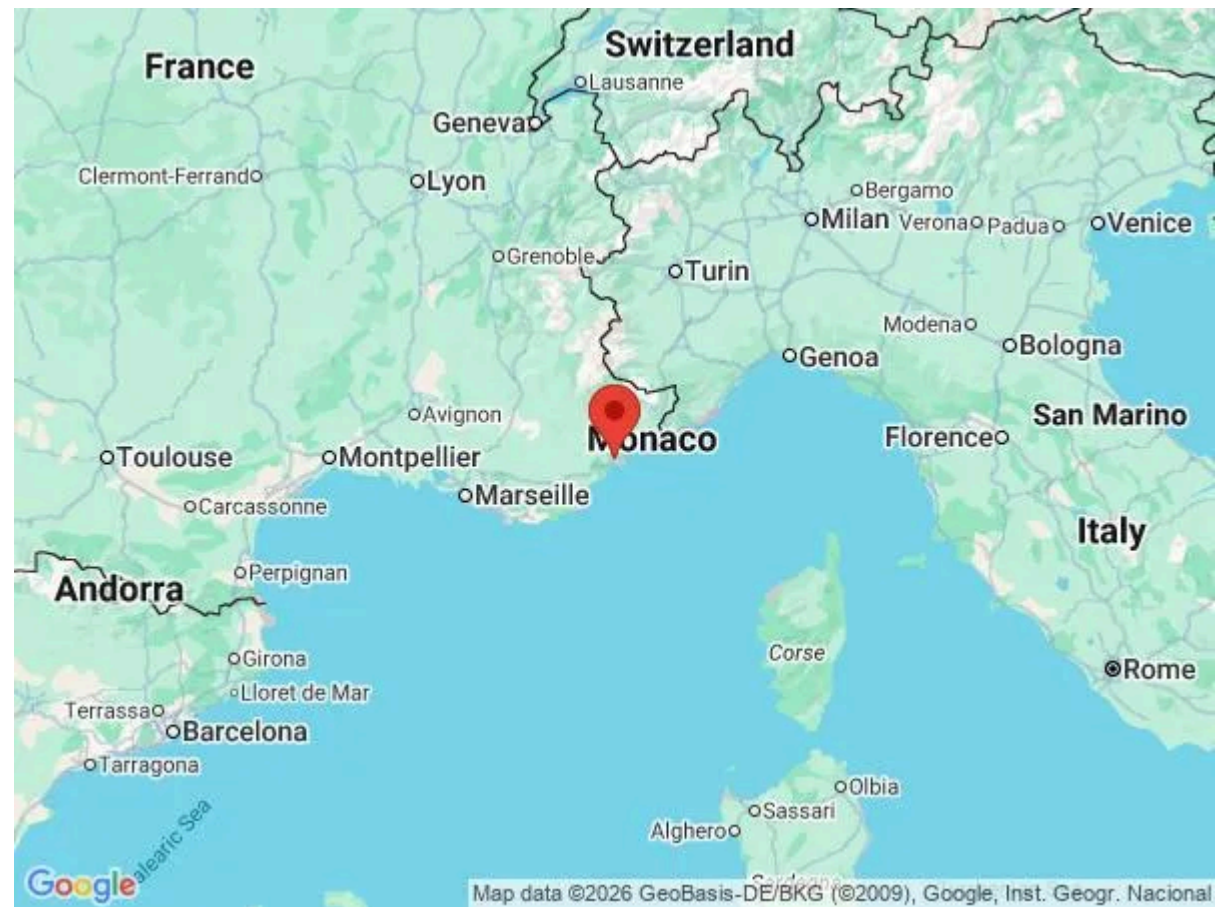 Switzerland
France
Lausanne
Geneva
Clermont-Ferrand
Lyon
Bergamo
Milan
Verona
Padua
Venice
Grenoble
Turin
Modena
Bologna
Genoa
Avignon
San Marino
Monaco
Florence
Toulouse
Montpellier
Marseille
Carcassonne
Italy
Perpignan
Andorra
Corse
Girona
Rome
Lloret de Mar
Terrassa
Barcelona
Tarragona
Olbia
Sassari
Alghero
Sea
Google
Map data ©2026 GeoBasis-DE/BKG (©2009), Google, Inst. Geogr. Nacional